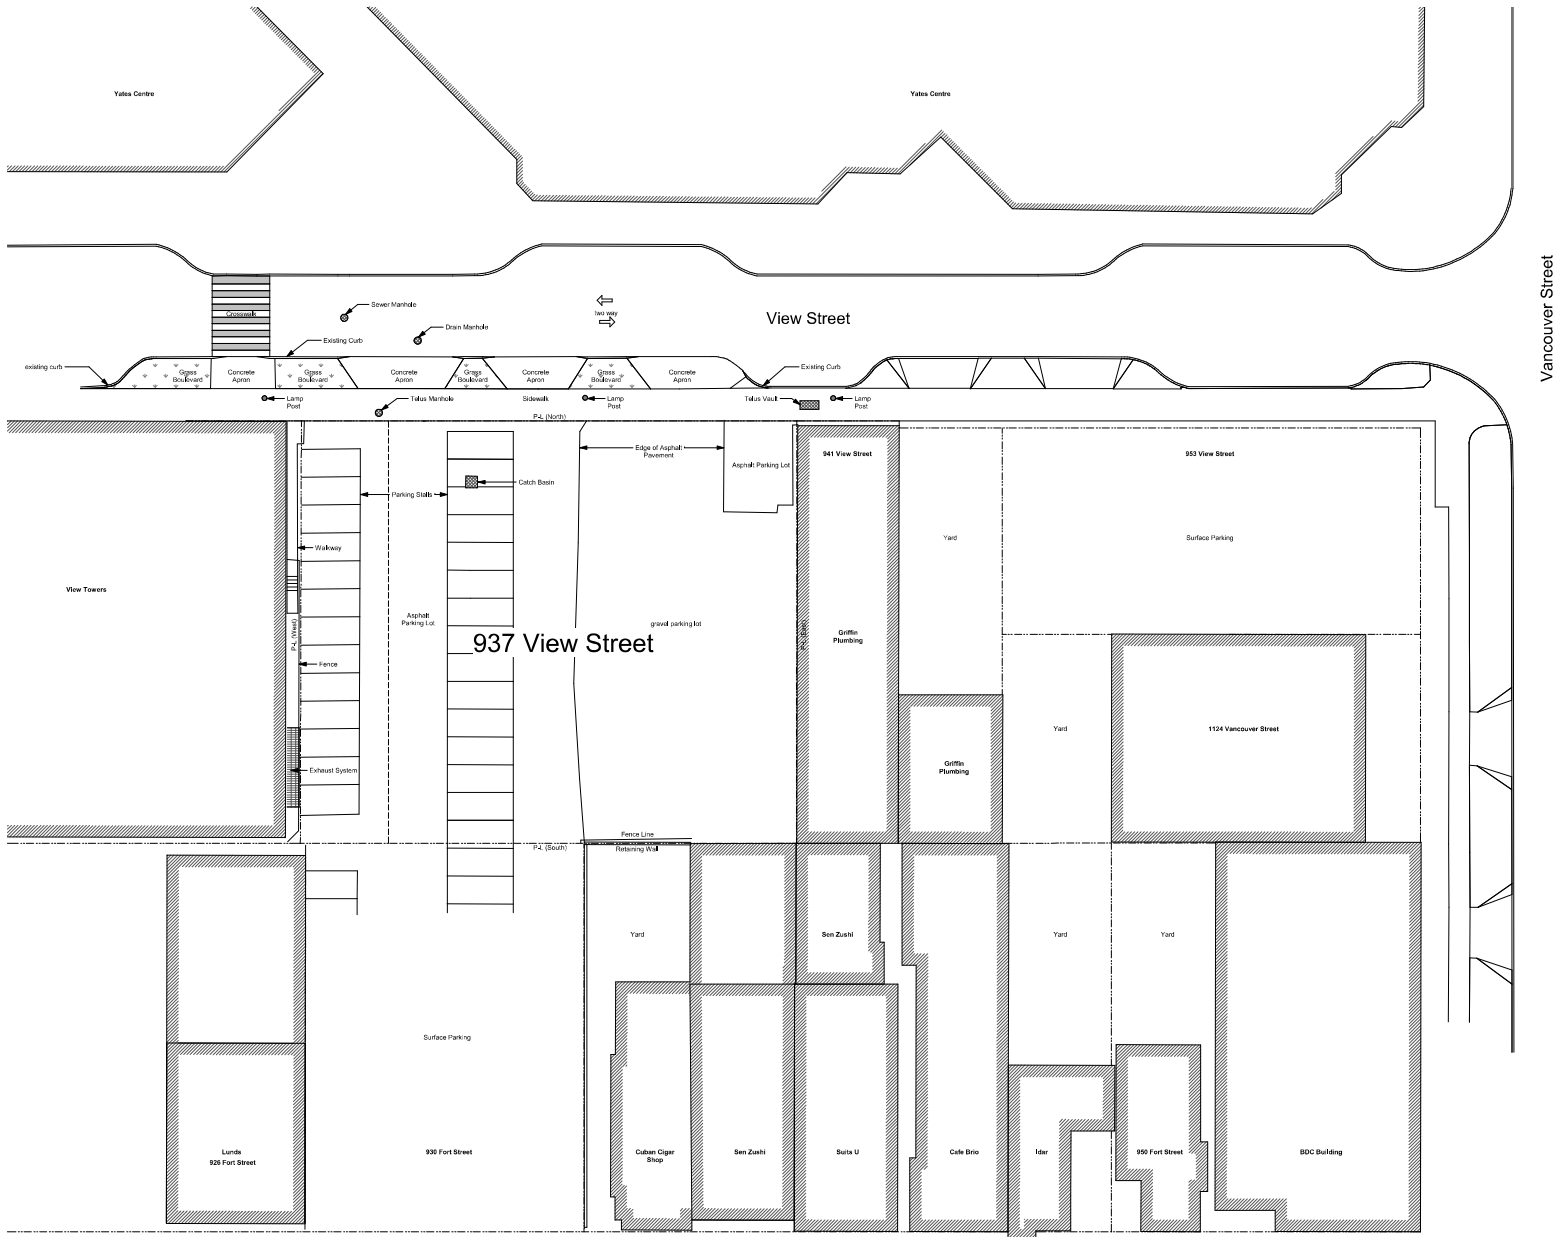 Yates Centre
Yates Centre
Vancouver Street
Crosswalk
Sewer Manhole
two way
View Street
Drain Manhole
Existing Curb
existing curb
Grass
Boulevard
Concrete
Apron
Grass
Boulevard
Concrete
Apron
Grass
Boulevard
Concrete
Apron
Grass
Boulevard
Concrete
Apron
Existing Curb
Lamp
Post
Telus Manhole
Sidewalk
Lamp
Post
Telus Vault
Lamp
Post
P-L (North)
Edge of Asphalt
Pavement
Asphalt Parking Lot
941 View Street
953 View Street
Parking Stalls
Catch Basin
Walkway
Yard
Surface Parking
View Towers
P-L (West)
Asphalt
Parking Lot
937 View Street
gravel parking lot
P-L (East)
Griffin
Plumbing
Fence
Yard
1124 Vancouver Street
Exhaust System
Griffin
Plumbing
Fence Line
P-L (South)
Retaining Wall
Yard
Sen Zushi
Yard
Yard
Surface Parking
Lunds
926 Fort Street
930 Fort Street
Cuban Cigar
Shop
Sen Zushi
Suits U
Cafe Brio
Idar
950 Fort Street
BDC Building